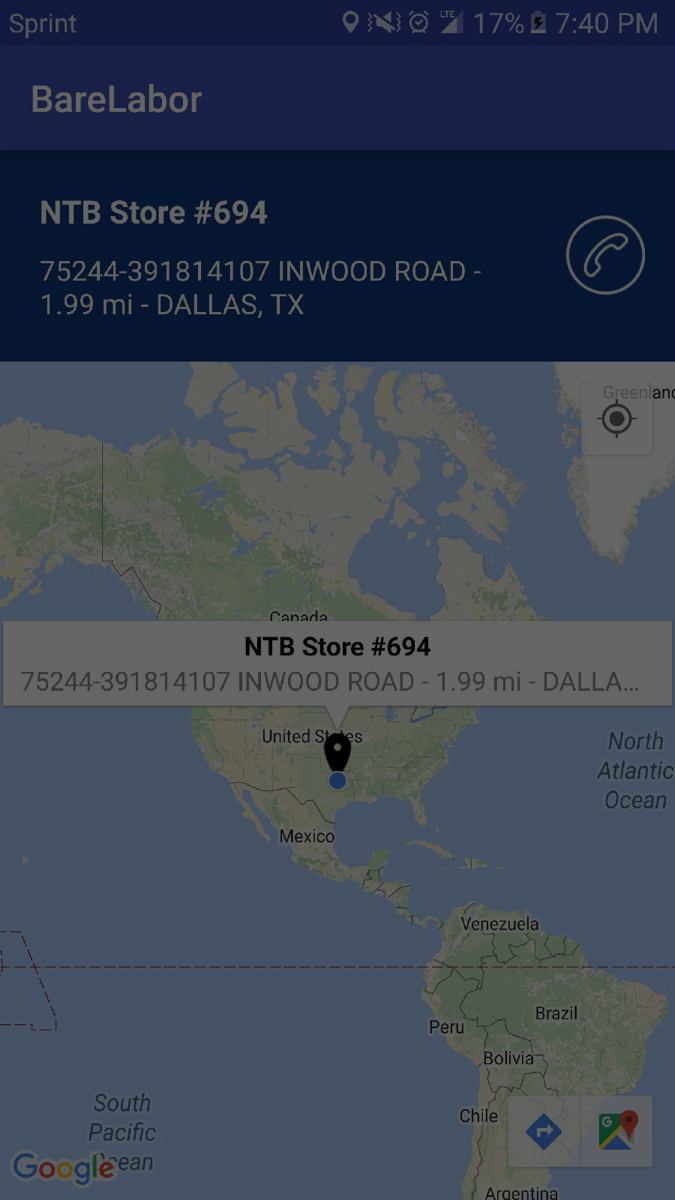 Sprint LTE 17% 7:40 PM
BareLabor
NTB Store #694
75244-391814107 INWOOD ROAD -
1.99 mi - DALLAS, TX
Greenland
Canada
NTB Store #694
75244-391814107 INWOOD ROAD - 1.99 mi - DALLA...
United States
North
Atlantic
Ocean
Mexico
Venezuela
Brazil
Peru
Bolivia
Chile
South
Pacific
Ocean
G
Google
Argentina